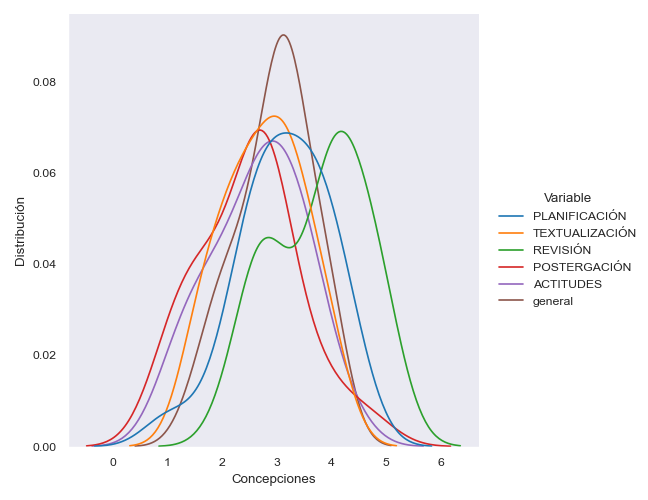 0.08
0.06
0.04
0.02
0.00
Distribución
0 1 2 3 4 5 6
Concepciones
Variable
PLANIFICACIÓN
TEXTUALIZACIÓN
REVISIÓN
POSTERGACIÓN
ACTITUDES
general